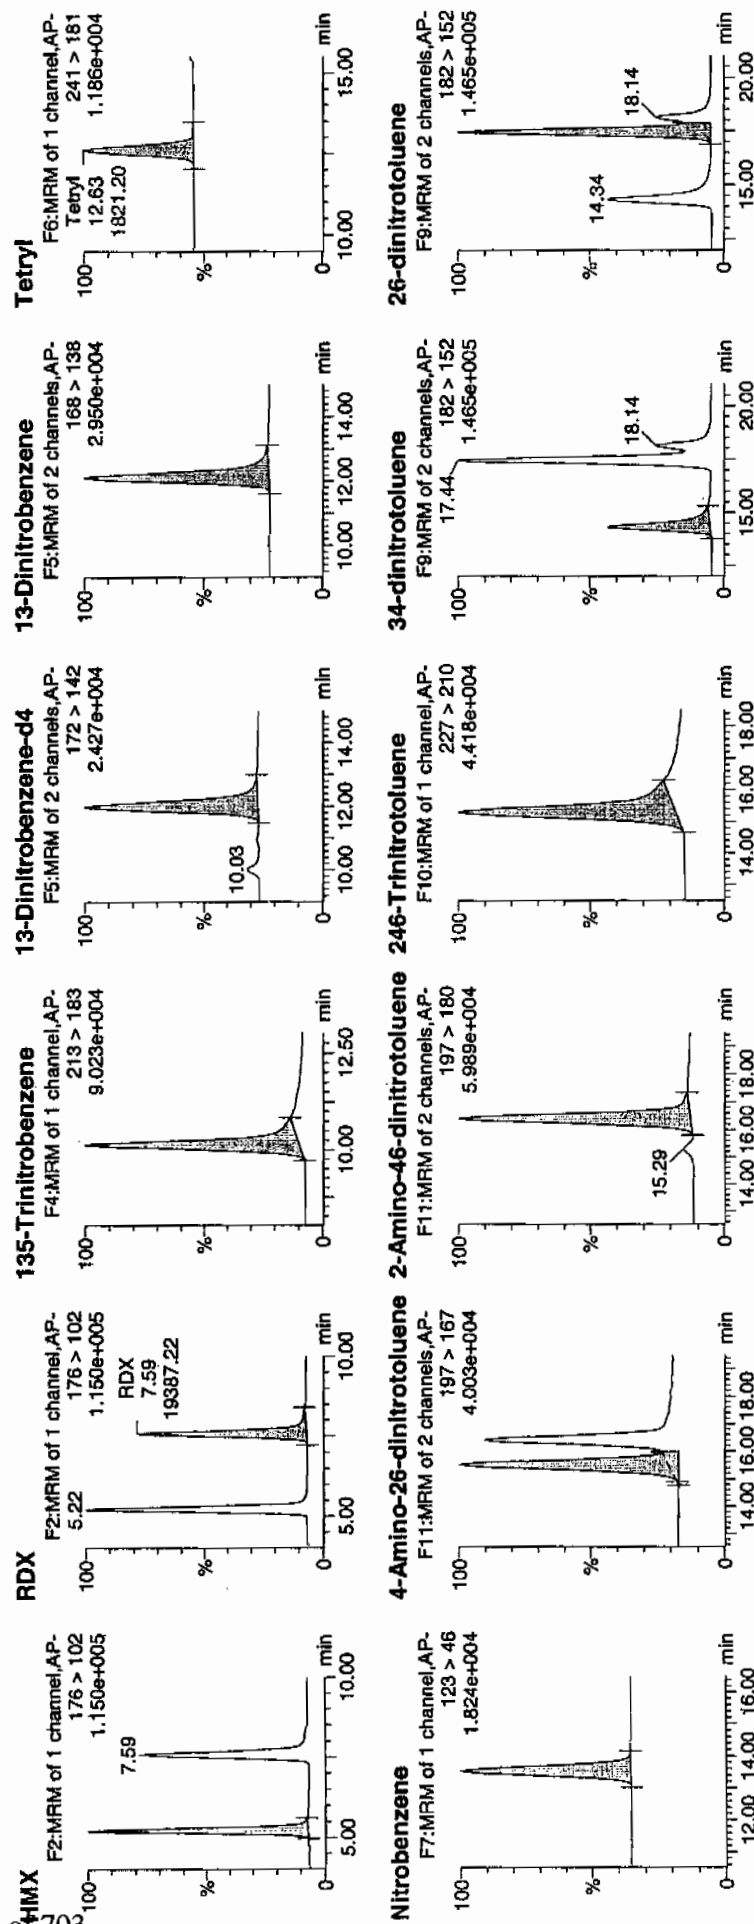 HMX
F2:MRM of 1 channel,AP-
176 > 102
1.150e+005
100
%
0
7.59
5.00
10.00
min
RDX
F2:MRM of 1 channel,AP-
176 > 102
1.150e+005
5.22
RDX
7.59
19387.22
100
%
0
5.00
10.00
min
135-Trinitrobenzene
F4:MRM of 1 channel,AP-
213 > 183
9.023e+004
100
%
0
10.00
12.50
min
13-Dinitrobenzene-d4
F5:MRM of 2 channels,AP-
172 > 142
2.427e+004
100
%
0
10.03
10.00
12.00
14.00
min
13-Dinitrobenzene
F5:MRM of 2 channels,AP-
168 > 138
2.950e+004
100
%
0
10.00
12.00
14.00
min
Tetryl
F6:MRM of 1 channel,AP-
241 > 181
1.186e+004
Tetryl
12.63
1821.20
100
%
0
10.00
15.00
min
Nitrobenzene
F7:MRM of 1 channel,AP-
123 > 46
1.824e+004
100
%
0
12.00
14.00
16.00
min
4-Amino-26-dinitrotoluene
F11:MRM of 2 channels,AP-
197 > 167
4.003e+004
100
%
0
14.00
16.00
18.00
min
2-Amino-46-dinitrotoluene
F11:MRM of 2 channels,AP-
197 > 180
5.989e+004
100
%
0
15.29
14.00
16.00
18.00
min
246-Trinitrotoluene
F10:MRM of 1 channel,AP-
227 > 210
4.418e+004
100
%
0
14.00
16.00
18.00
min
34-dinitrotoluene
F9:MRM of 2 channels,AP-
182 > 152
1.465e+005
17.44
18.14
100
%
0
15.00
20.00
min
26-dinitrotoluene
F9:MRM of 2 channels,AP-
182 > 152
1.465e+005
14.34
18.14
100
%
0
15.00
20.00
min